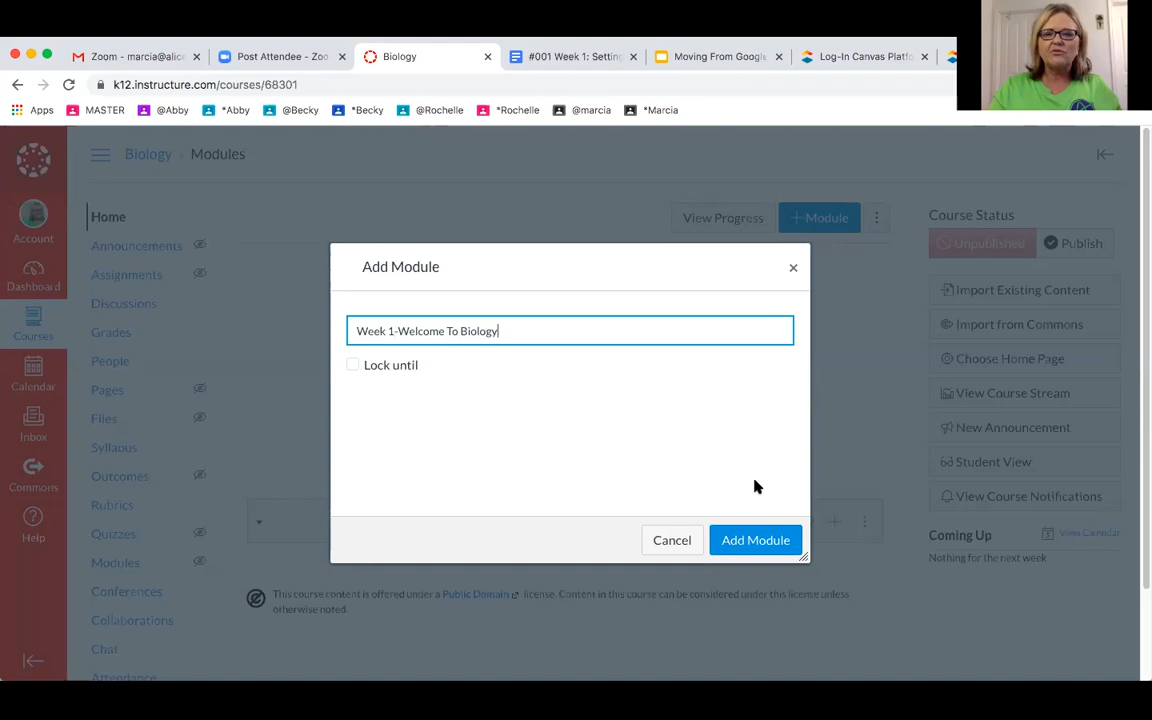 Zoom - marcia@alic
Post Attendee - Zoo
Biology
#001 Week 1: Setting
Moving From Google
Log-In Canvas Platfo
k12.instructure.com/courses/68301
Apps
MASTER
@Abby
*Abby
@Becky
*Becky
@Rochelle
*Rochelle
@marcia
*Marcia
Biology › Modules
Account
Dashboard
Courses
Calendar
Inbox
Commons
Help
Home
Announcements
Assignments
Discussions
Grades
People
Pages
Files
Syllabus
Outcomes
Rubrics
Quizzes
Modules
Conferences
Collaborations
Chat
Attendance
View Progress
+ Module
Add Module
Week 1-Welcome To Biology
Lock until
Cancel
Add Module
This course content is offered under a Public Domain license. Content in this course can be considered under this license unless
otherwise noted.
Course Status
Unpublished
Publish
Import Existing Content
Import from Commons
Choose Home Page
View Course Stream
New Announcement
Student View
View Course Notifications
Coming Up
View Calendar
Nothing for the next week